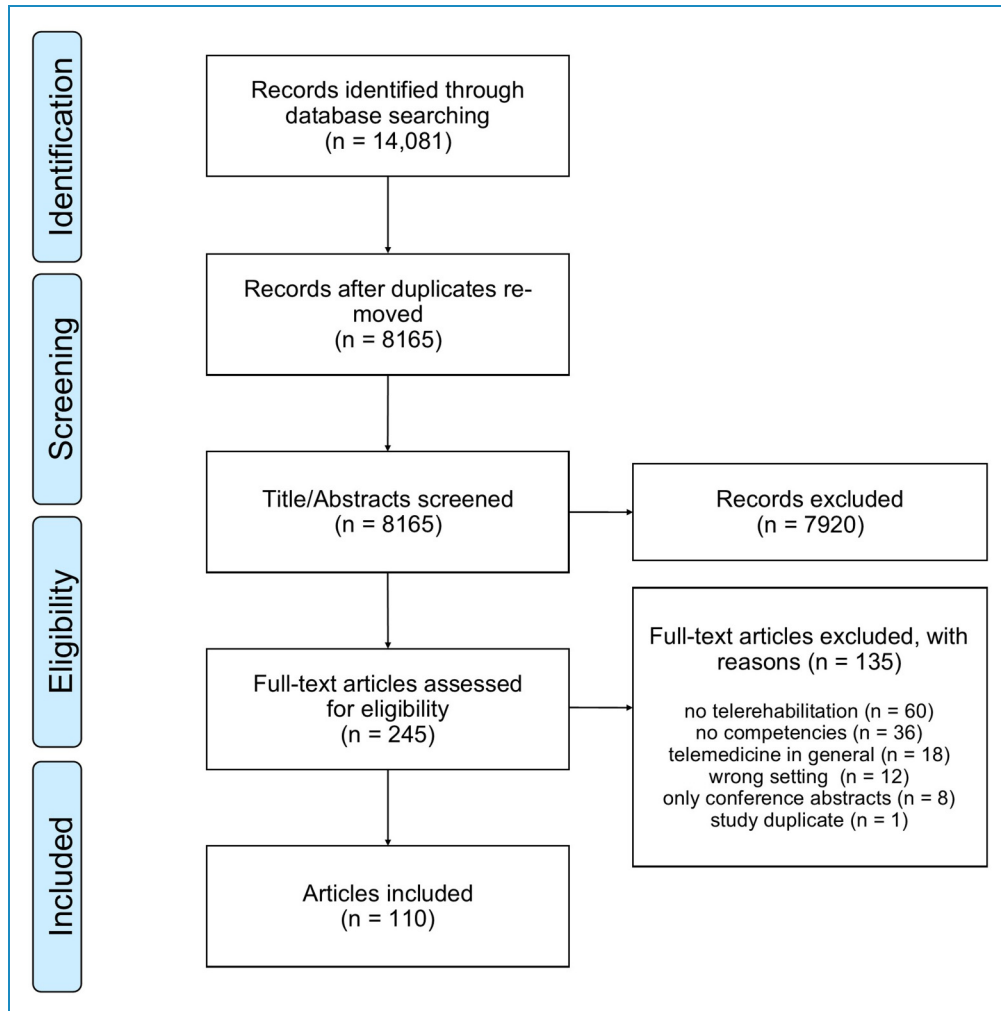 Identification
Records identified through
database searching
(n = 14,081)
Records after duplicates re-
moved
(n = 8165)
Screening
Title/Abstracts screened
(n = 8165)
Records excluded
(n = 7920)
Eligibility
Full-text articles assessed
for eligibility
(n = 245)
Full-text articles excluded, with
reasons (n = 135)
no telerehabilitation (n = 60)
no competencies (n = 36)
telemedicine in general (n = 18)
wrong setting (n = 12)
only conference abstracts (n = 8)
study duplicate (n = 1)
Included
Articles included
(n = 110)